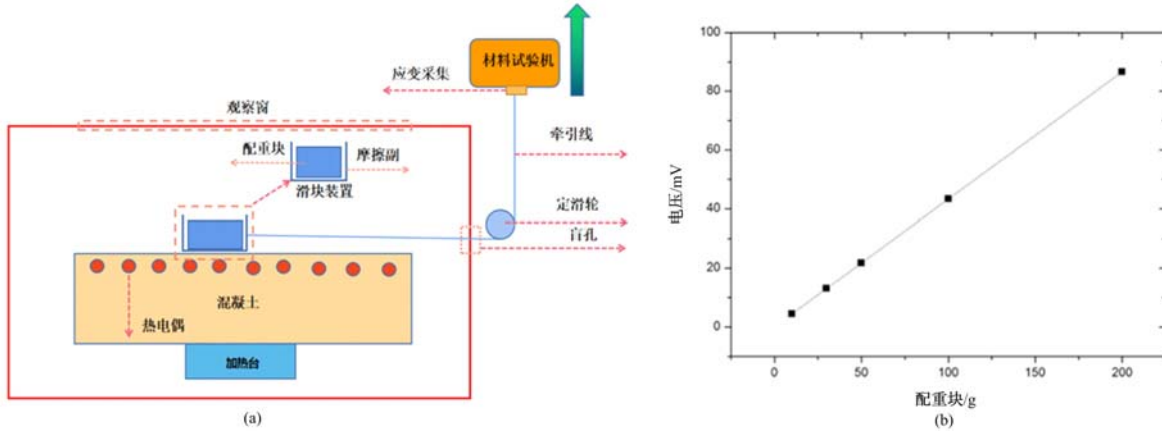 材料试验机
应变采集
观察窗
牵引线
配重块
摩擦副
滑块装置
定滑轮
盲孔
混凝土
热电偶
加热台
(a)
100
80
60
40
20
0
电压/mV
0
50
100
150
200
配重块/g
(b)